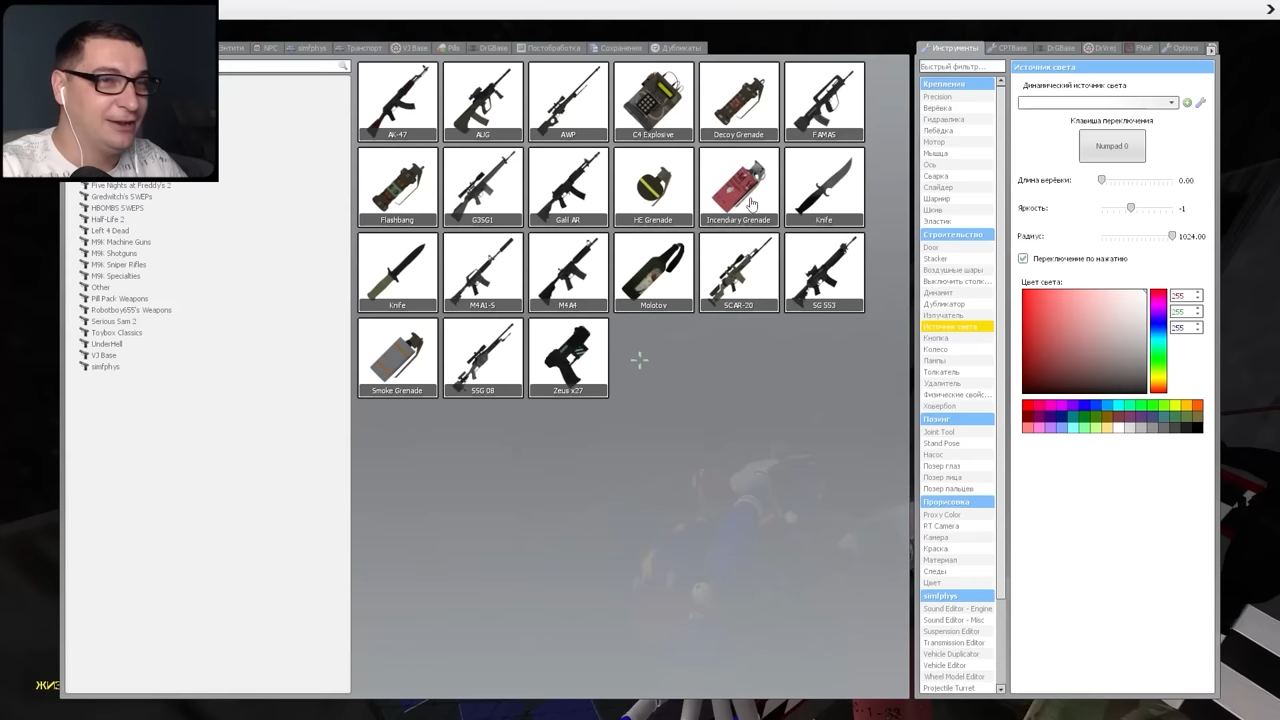 Энтити
NPC
simfphys
Транспорт
VJ Base
Pills
DrGBase
Постобработка
Сохранения
Дубликаты
Five Nights at Freddy's 2
Gredwitch's SWEPs
HBOMBS SWEPs
Half-Life 2
Left 4 Dead
M9k Machine Guns
M9k Shotguns
M9k Sniper Rifles
M9k Specialties
Other
Pill Pack Weapons
Robotboy655's Weapons
Serious Sam 2
Toybox Classics
UnderHell
VJ Base
simfphys
AK-47
AUG
AWP
C4 Explosive
Decoy Grenade
FAMAS
Flashbang
G3SG1
Galil AR
HE Grenade
Incendiary Grenade
Knife
Knife
M4A1-S
M4A4
Molotov
SCAR-20
SG 553
Smoke Grenade
SSG 08
Zeus x27
ЖИЗ
Инструменты
CPTBase
DrGBase
DrVrej
FNaF
Options
Быстрый фильтр...
Крепления
Precision
Верёвка
Гидравлика
Лебёдка
Мотор
Мышца
Ось
Сварка
Слайдер
Шарнир
Шкив
Эластик
Строительство
Door
Stacker
Воздушные шары
Выключить столк...
Динамит
Дубликатор
Излучатель
Источник света
Кнопка
Колесо
Лампы
Толкатель
Удалитель
Физические свойс...
Ховербол
Позинг
Joint Tool
Stand Pose
Насос
Позер глаз
Позер лица
Позер пальцев
Прорисовка
Proxy Color
RT Camera
Камера
Краска
Материал
Следы
Цвет
simfphys
Sound Editor - Engine
Sound Editor - Misc
Suspension Editor
Transmission Editor
Vehicle Duplicator
Vehicle Editor
Wheel Model Editor
Projectile Turret
Источник света
Динамический источник света
Клавиша переключения
Numpad 0
Длина верёвки: 0.00
Яркость: -1
Радиус: 1024.00
Переключение по нажатию
Цвет света:
255
255
255